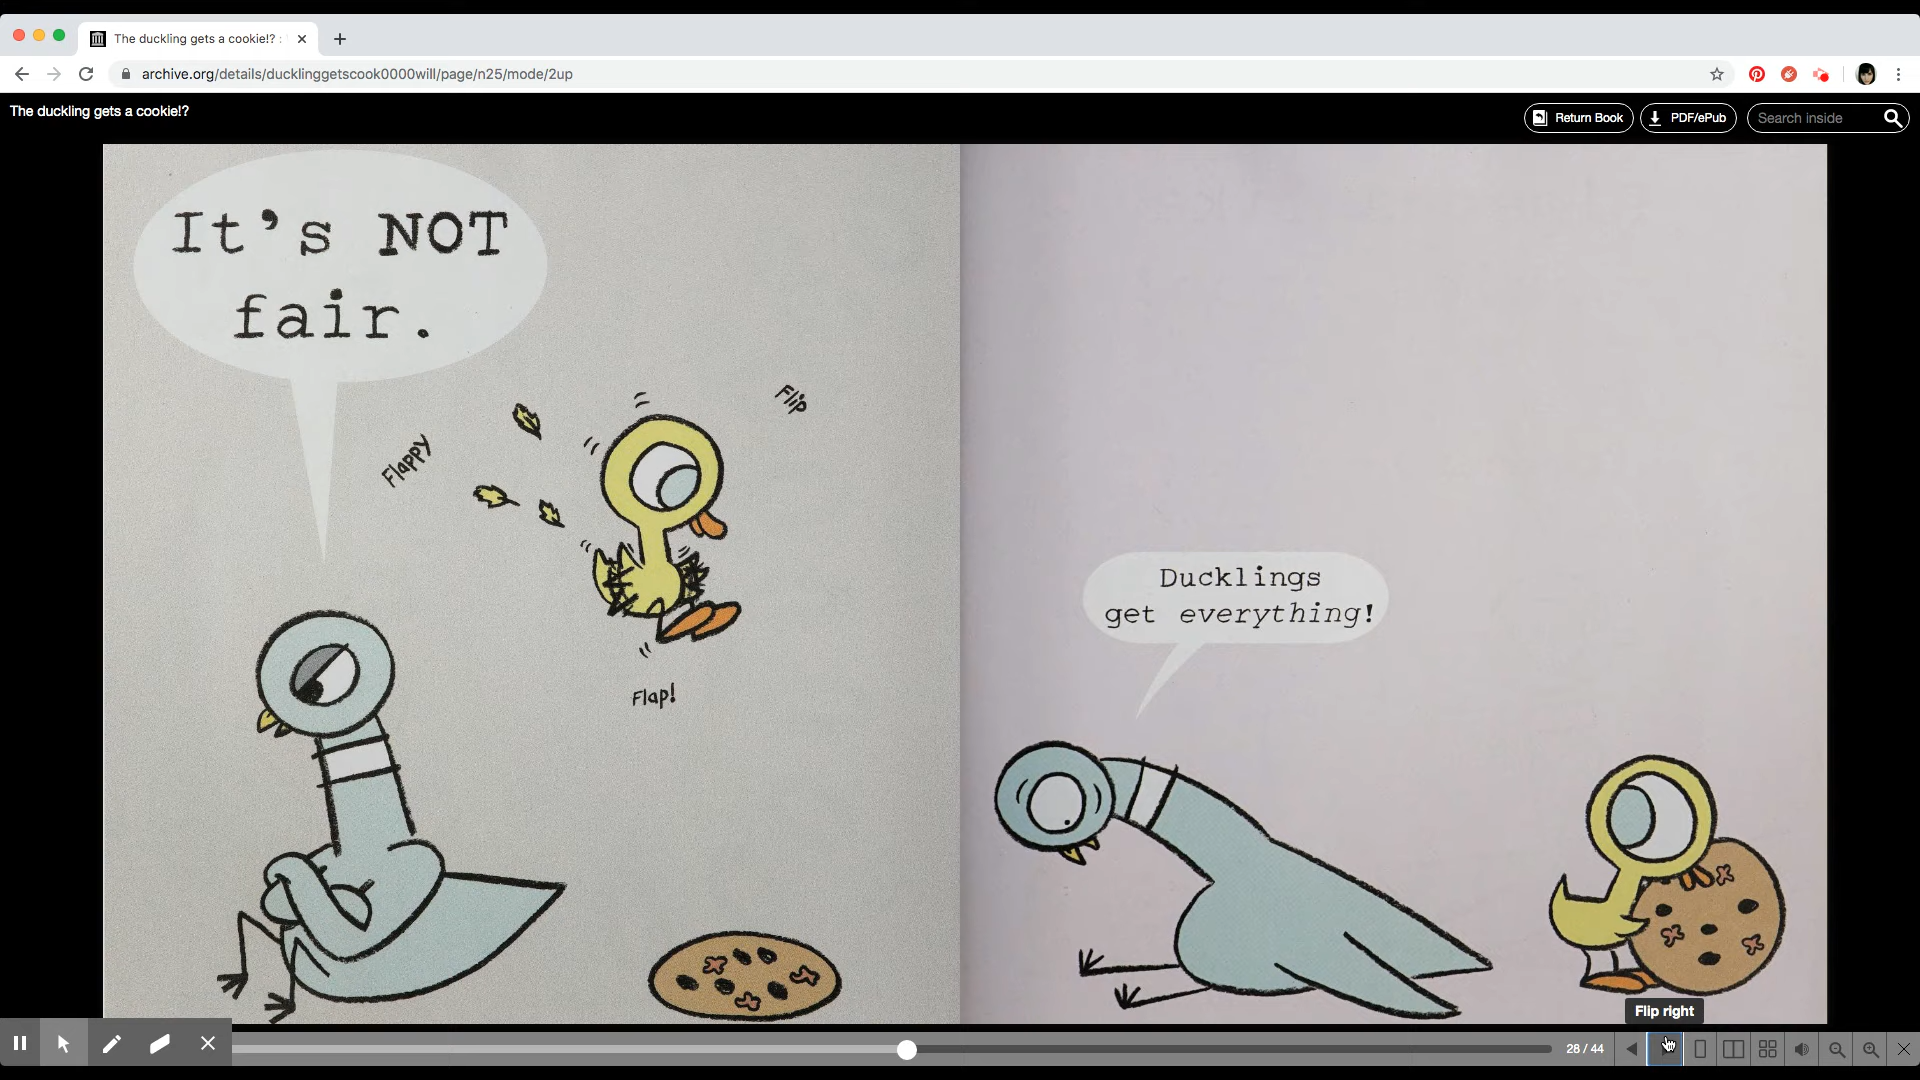 The duckling gets a cookie!? :
archive.org/details/ducklinggetscook0000will/page/n25/mode/2up
The duckling gets a cookie!?
Return Book
PDF/ePub
Search inside
It's NOT
fair.
Flappy
Flip
Flap!
Ducklings
get everything!
Flip right
28 / 44